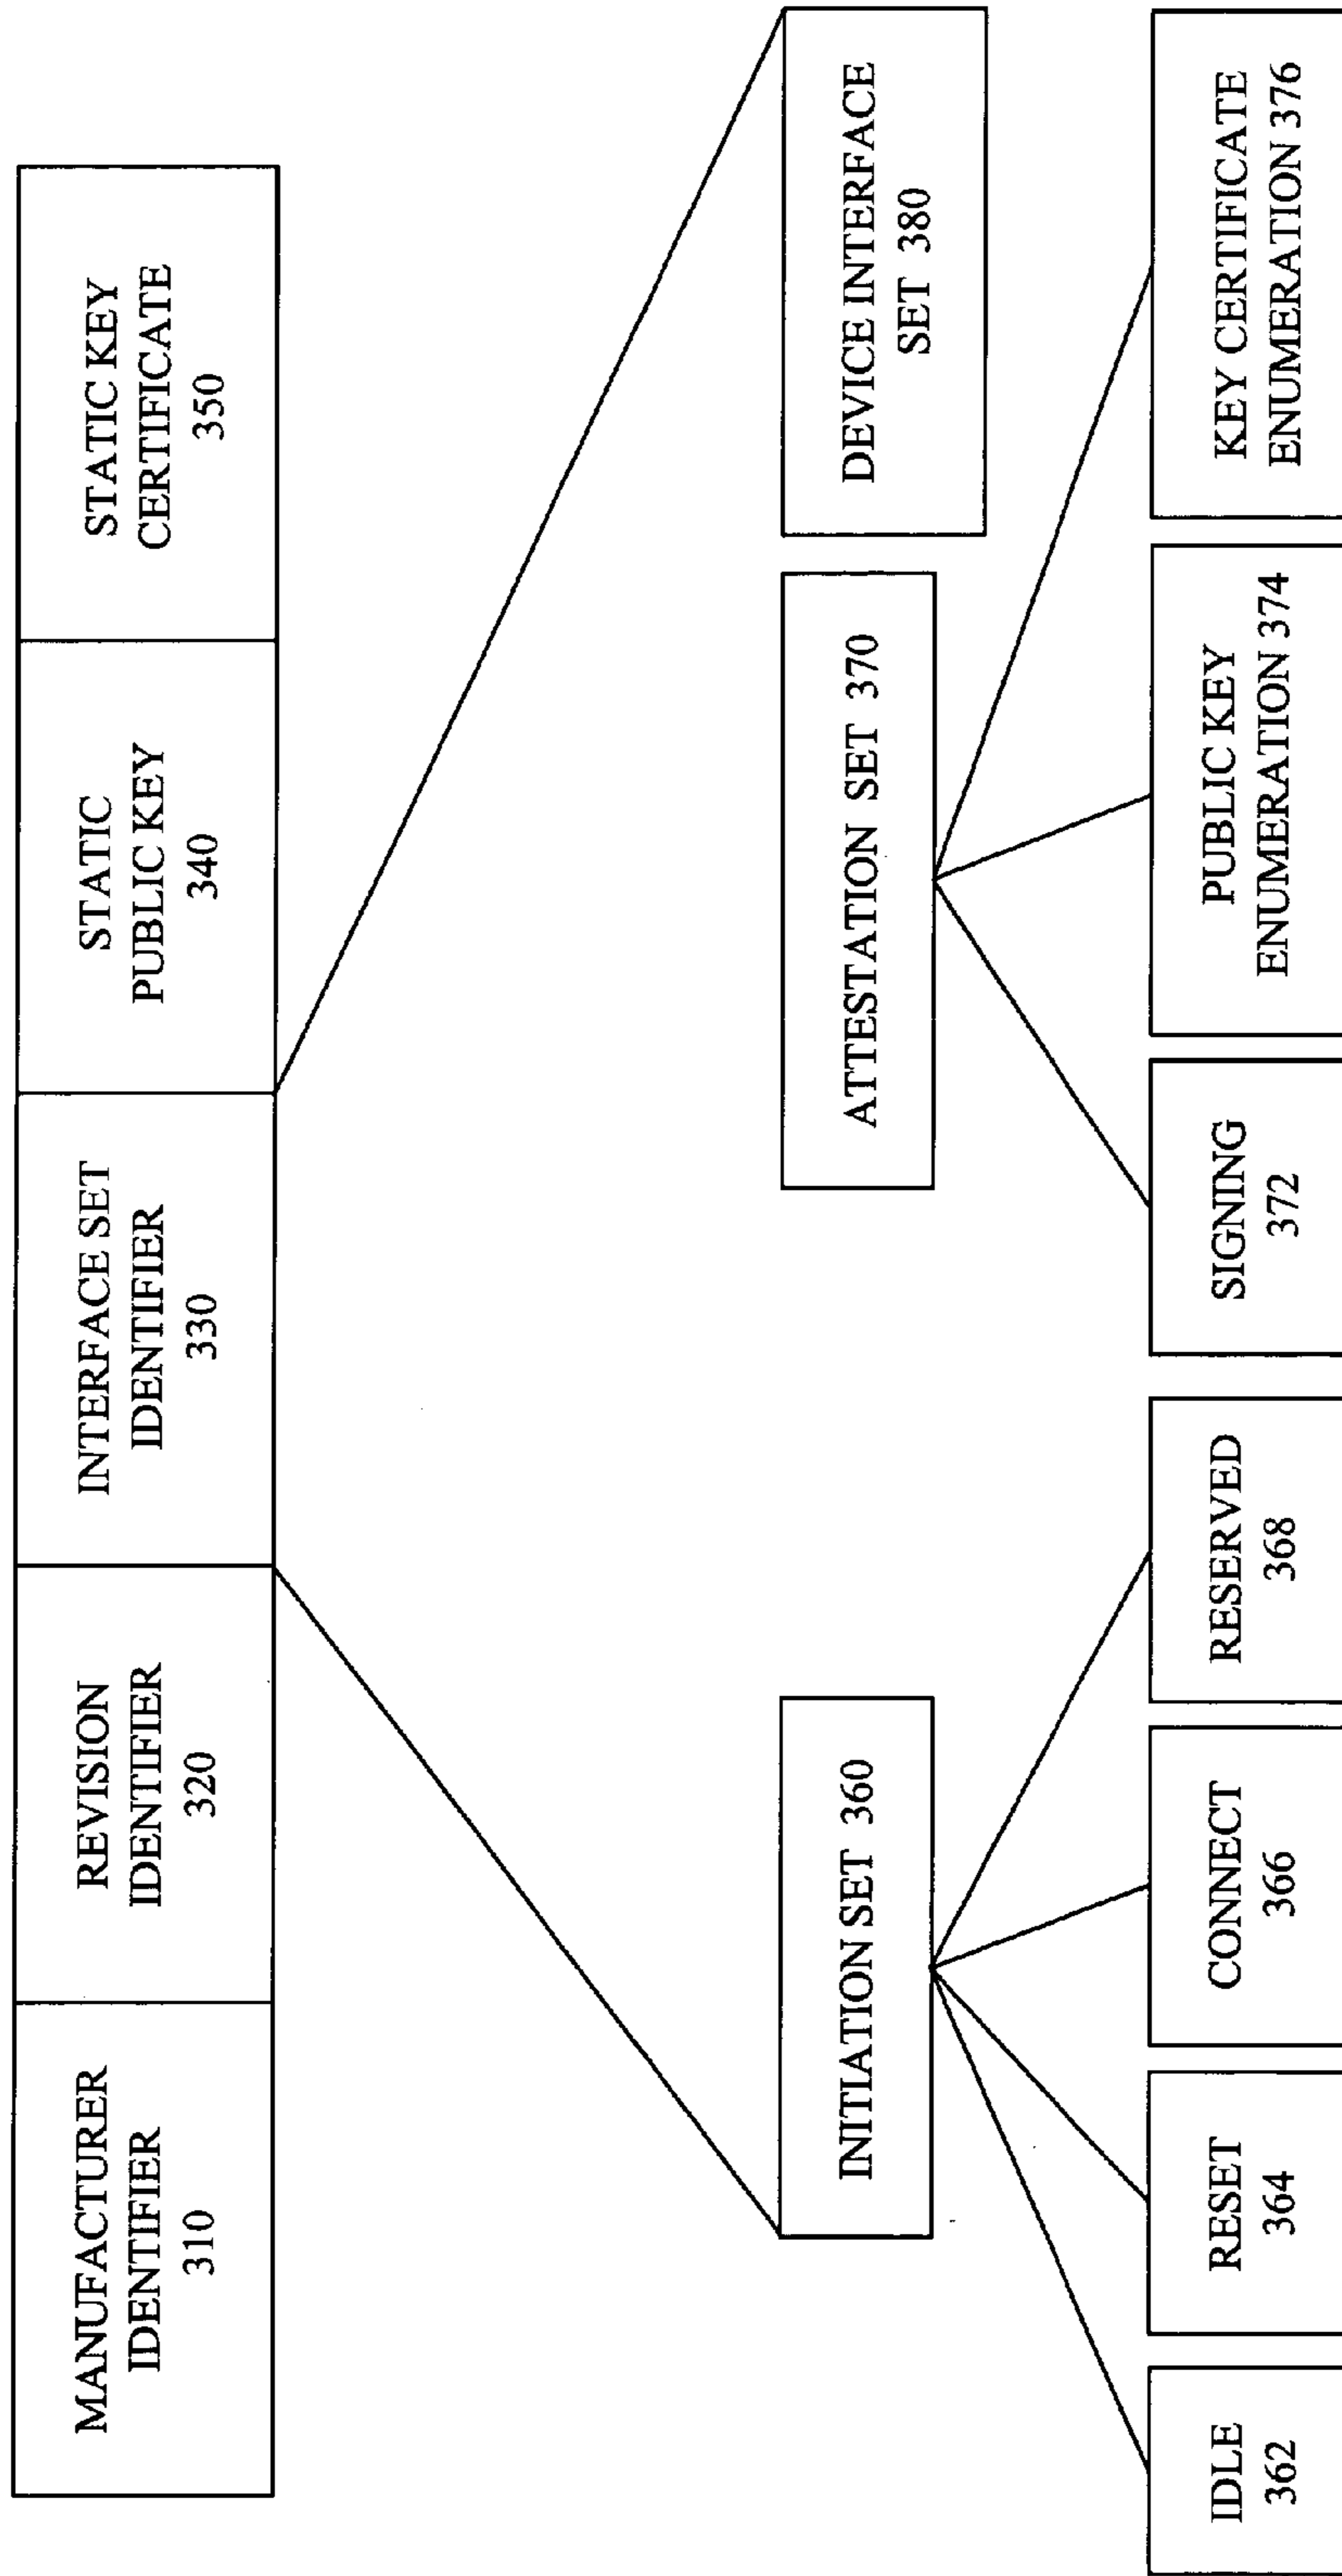 MANUFACTURER
IDENTIFIER
310
REVISION
IDENTIFIER
320
INTERFACE SET
IDENTIFIER
330
STATIC
PUBLIC KEY
340
STATIC KEY
CERTIFICATE
350
INITIATION SET 360
ATTESTATION SET 370
DEVICE INTERFACE
SET 380
IDLE
362
RESET
364
CONNECT
366
RESERVED
368
SIGNING
372
PUBLIC KEY
ENUMERATION 374
KEY CERTIFICATE
ENUMERATION 376